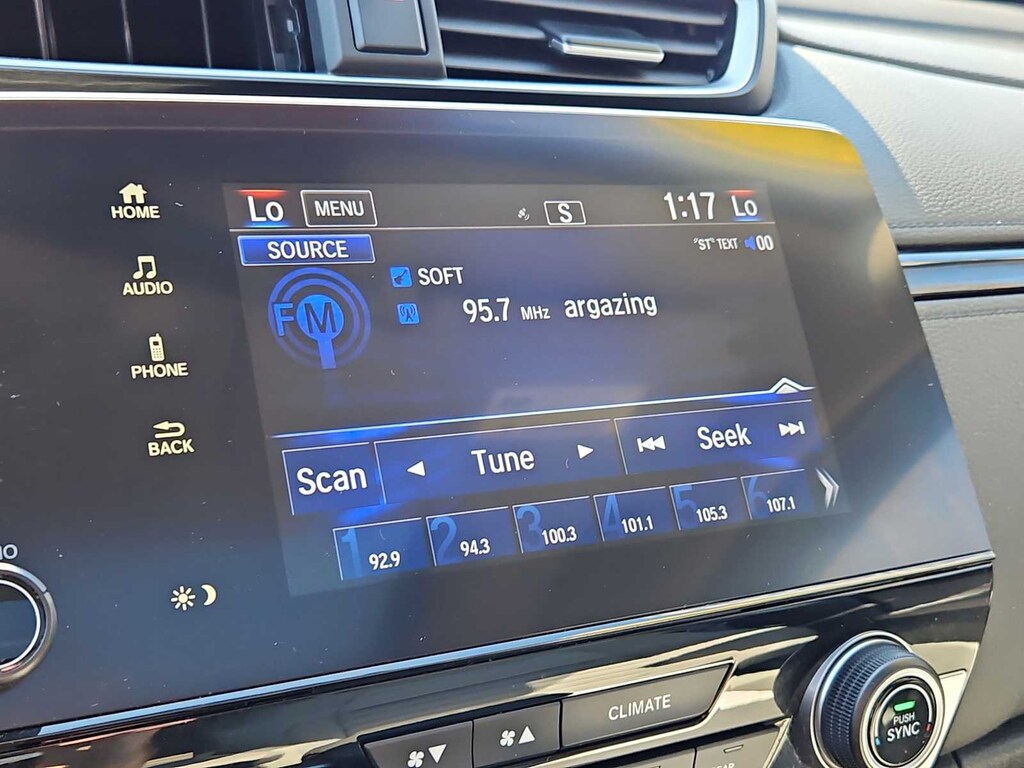 HOME
AUDIO
PHONE
BACK
Lo MENU S 1:17 Lo
SOURCE "ST" TEXT 00
FM SOFT
95.7 MHz argazing
Scan Tune Seek
1 92.9 2 94.3 3 100.3 4 101.1 5 105.3 6 107.1
IO
CLIMATE
PUSH
SYNC